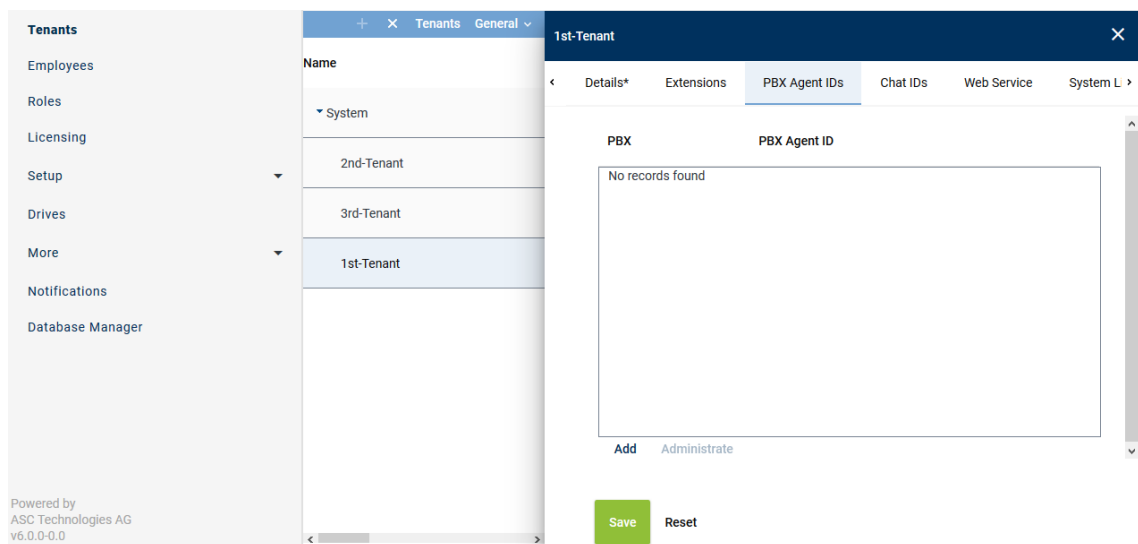 Tenants
Employees
Roles
Licensing
Setup
Drives
More
Notifications
Database Manager
Powered by
ASC Technologies AG
v6.0.0-0.0
Tenants General
Name
System
2nd-Tenant
3rd-Tenant
1st-Tenant
1st-Tenant
Details* Extensions PBX Agent IDs Chat IDs Web Service System L
PBX PBX Agent ID
No records found
Add Administrate
Save Reset